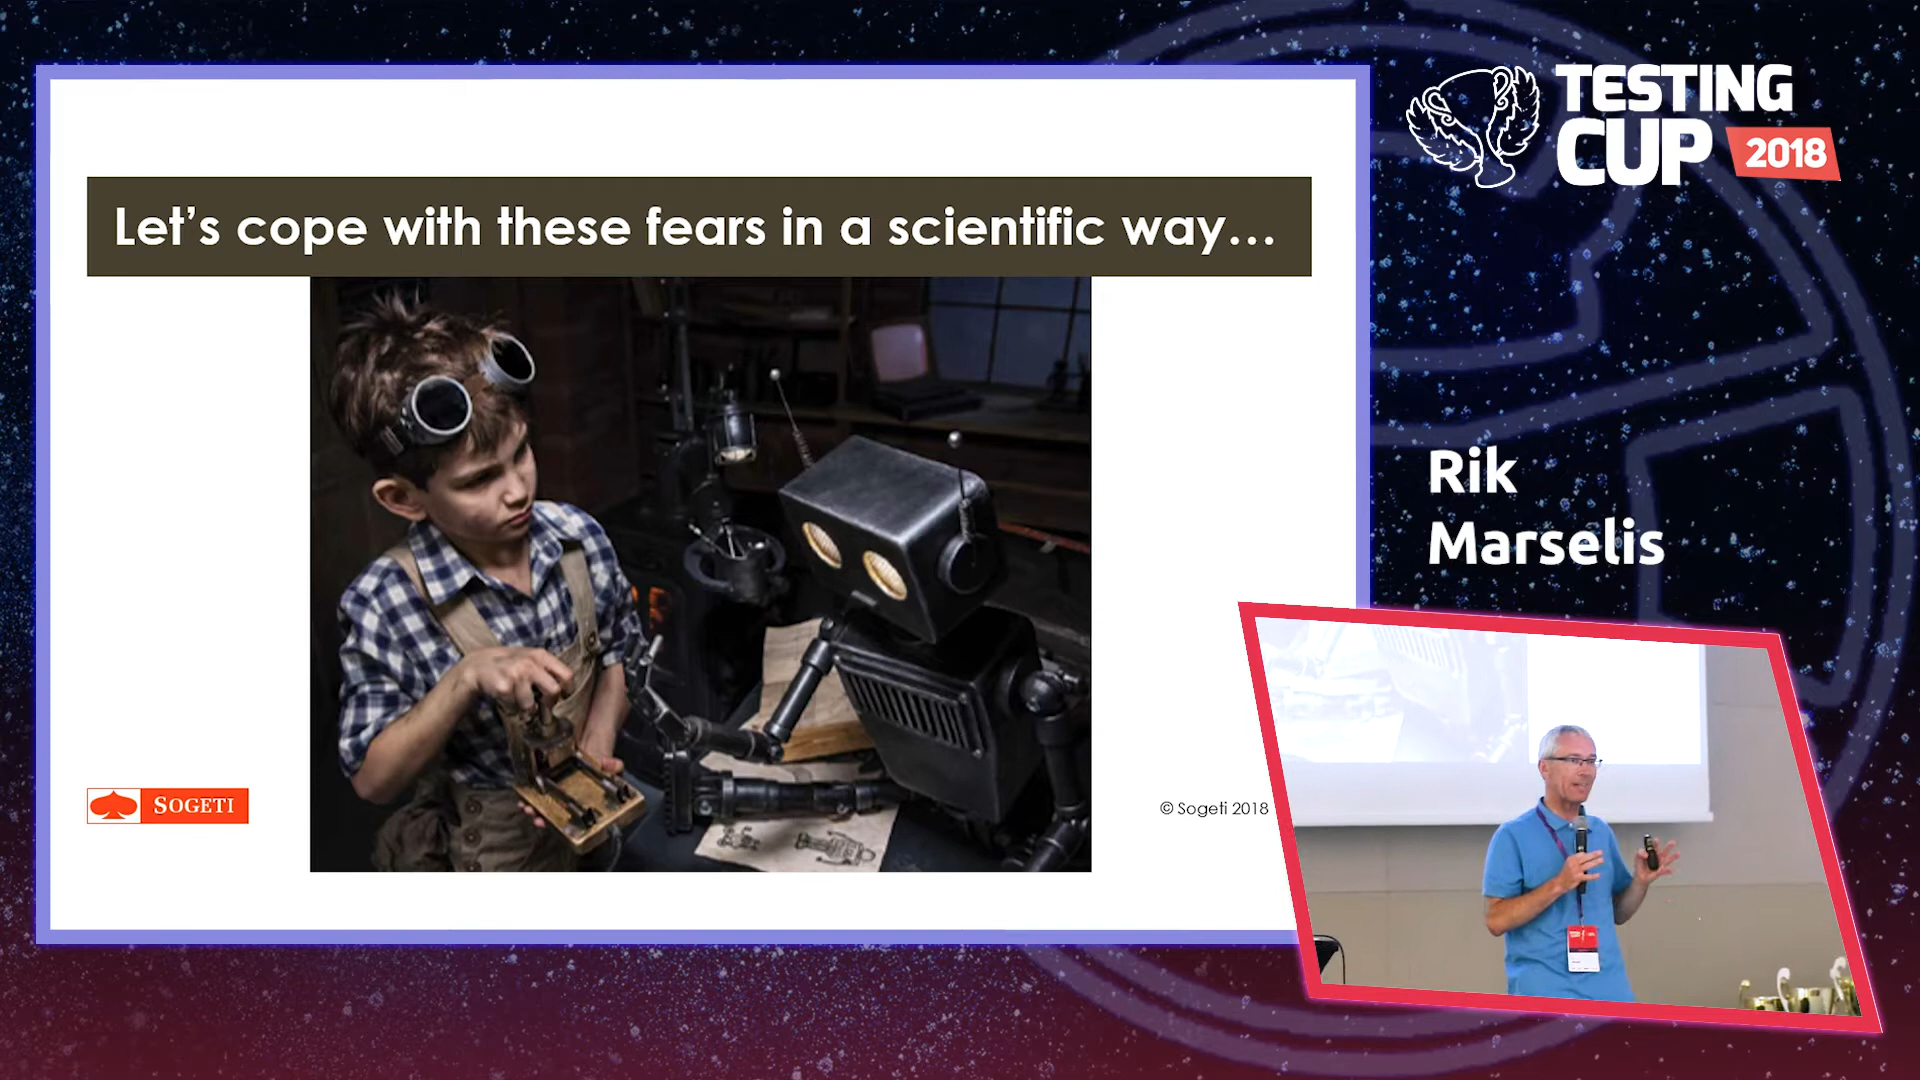 Let's cope with these fears in a scientific way...
SOGETI
© Sogeti 2018
TESTING
CUP
2018
Rik
Marselis